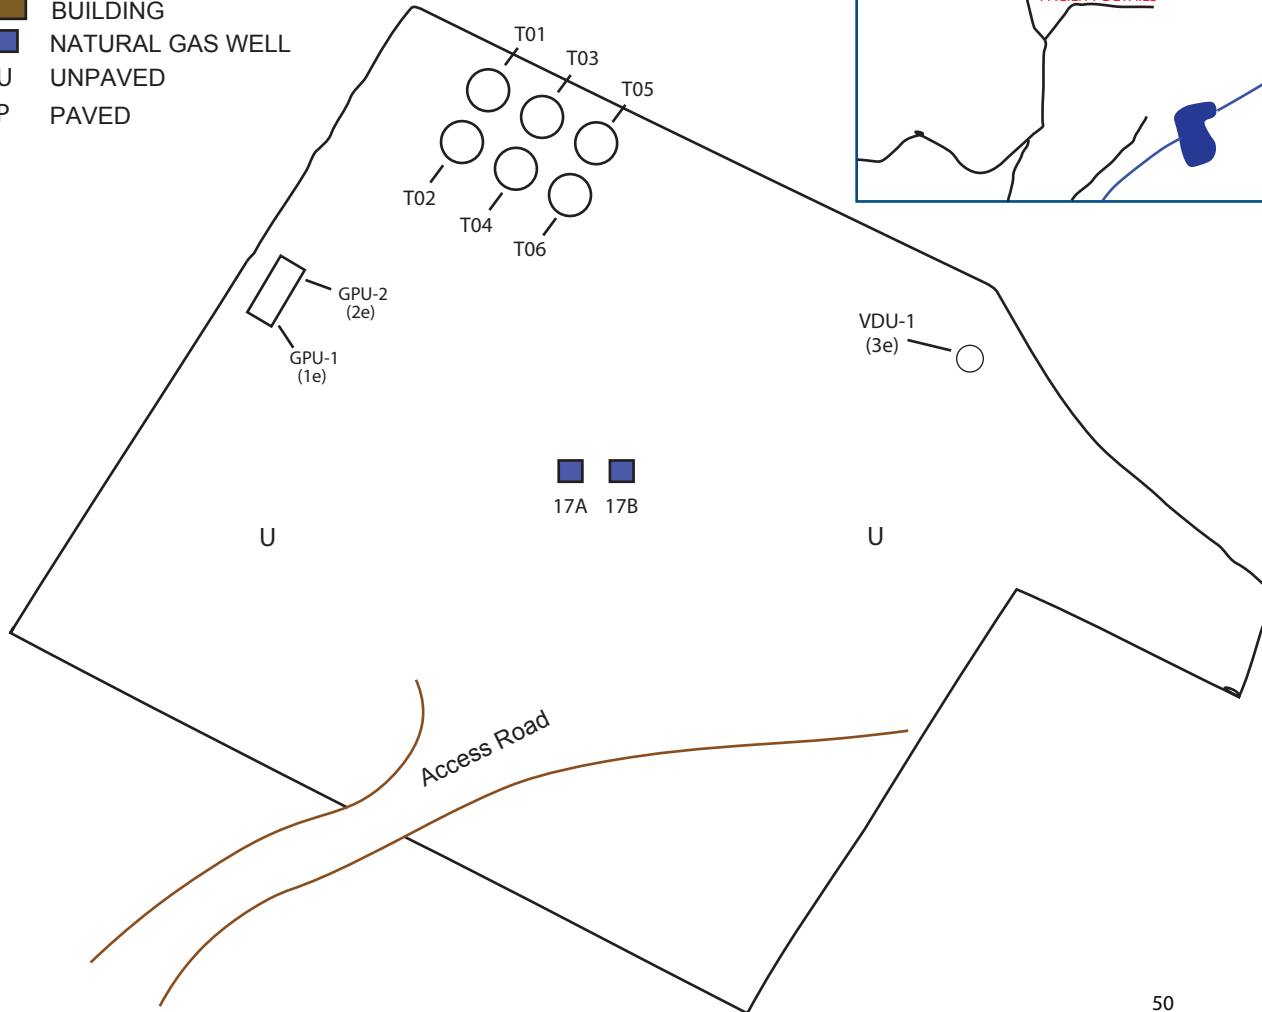 BUILDING
NATURAL GAS WELL
U UNPAVED
P PAVED
T01
T03
T05
T02
T04
T06
GPU-2
(2e)
GPU-1
(1e)
VDU-1
(3e)
17A 17B
U
U
Access Road
50